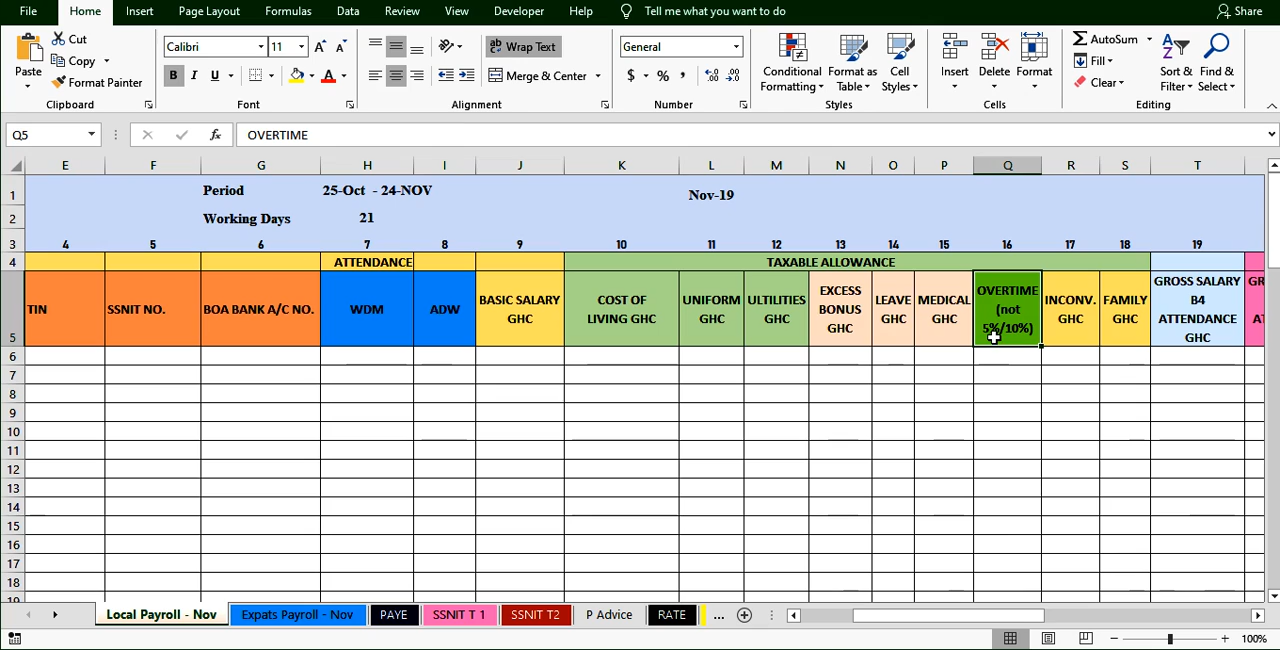 File Home Insert Page Layout Formulas Data Review View Developer Help Tell me what you want to do Share
Paste
Cut
Copy
Format Painter
Clipboard
Calibri 11 A A
B I U A
Font
ab Wrap Text
Merge & Center
Alignment
General
$ % ,
Number
Conditional Formatting
Format as Table
Cell Styles
Styles
Insert Delete Format
Cells
AutoSum
Fill
Clear
Sort & Filter
Find & Select
Editing
Q5 fx OVERTIME
E F G H I J K L M N O P Q R S T
1 Period 25-Oct - 24-NOV Nov-19
2 Working Days 21
3 4 5 6 7 8 9 10 11 12 13 14 15 16 17 18 19
4 ATTENDANCE TAXABLE ALLOWANCE
5
TIN
SSNIT NO.
BOA BANK A/C NO.
WDM
ADW
BASIC SALARY
GHC
COST OF
LIVING GHC
UNIFORM
GHC
ULTILITIES
GHC
EXCESS
BONUS
GHC
LEAVE
GHC
MEDICAL
GHC
OVERTIME
(not
5%/10%)
INCONV.
GHC
FAMILY
GHC
GROSS SALARY
B4
ATTENDANCE
GHC
GR
6
7
8
9
10
11
12
13
14
15
16
17
18
19
Local Payroll - Nov Expats Payroll - Nov PAYE SSNIT T 1 SSNIT T2 P Advice RATE ...
100%